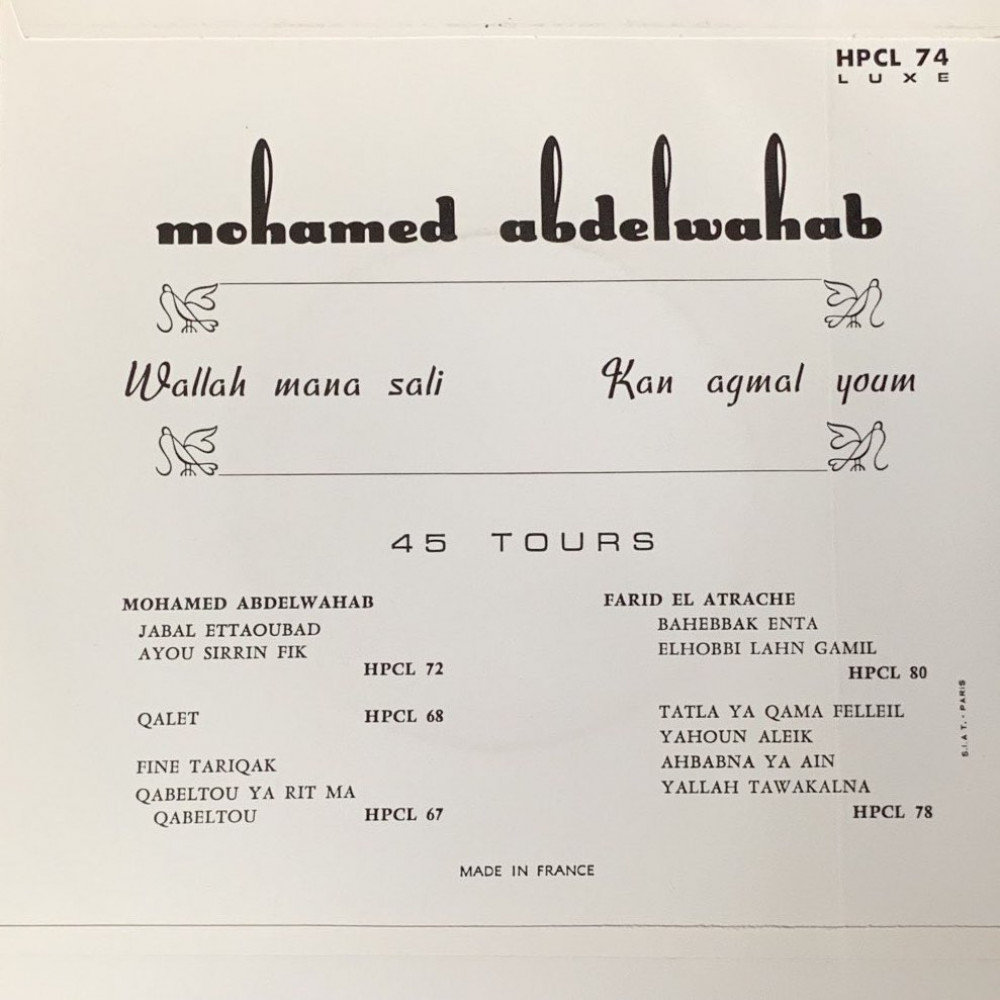 HPCL 74
LUXE
mohamed abdelwahab
Wallah mana sali
Kan agmal youm
45 TOURS
MOHAMED ABDELWAHAB
JABAL ETTAOUBAD
AYOU SIRRIN FIK
HPCL 72
QALET HPCL 68
FINE TARIQAK
QABELTOU YA RIT MA
QABELTOU HPCL 67
FARID EL ATRACHE
BAHEBBAK ENTA
ELHOBBI LAHN GAMIL
HPCL 80
TATLA YA QAMA FELLEIL
YAHOUN ALEIK
AHBABNA YA AIN
YALLAH TAWAKALNA
HPCL 78
S.I.A.T. - PARIS
MADE IN FRANCE